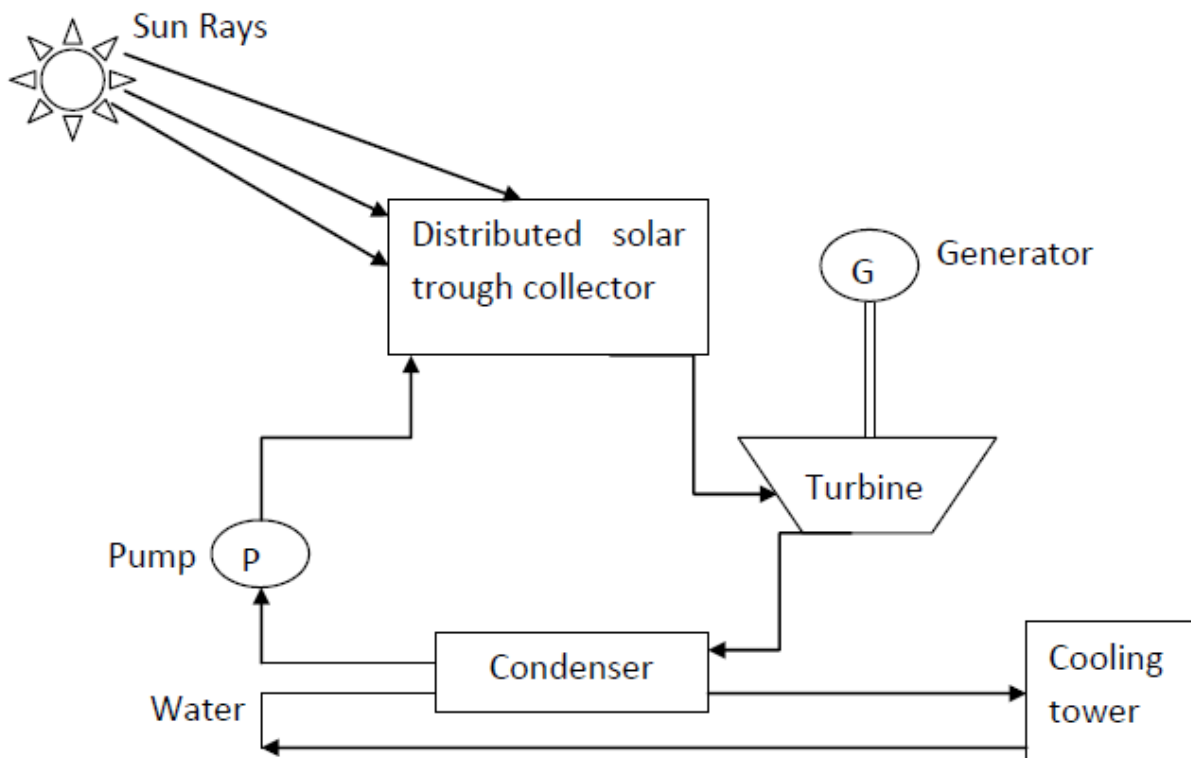 Sun Rays
Distributed solar
trough collector
G
Generator
Turbine
Pump
P
Condenser
Water
Cooling
tower